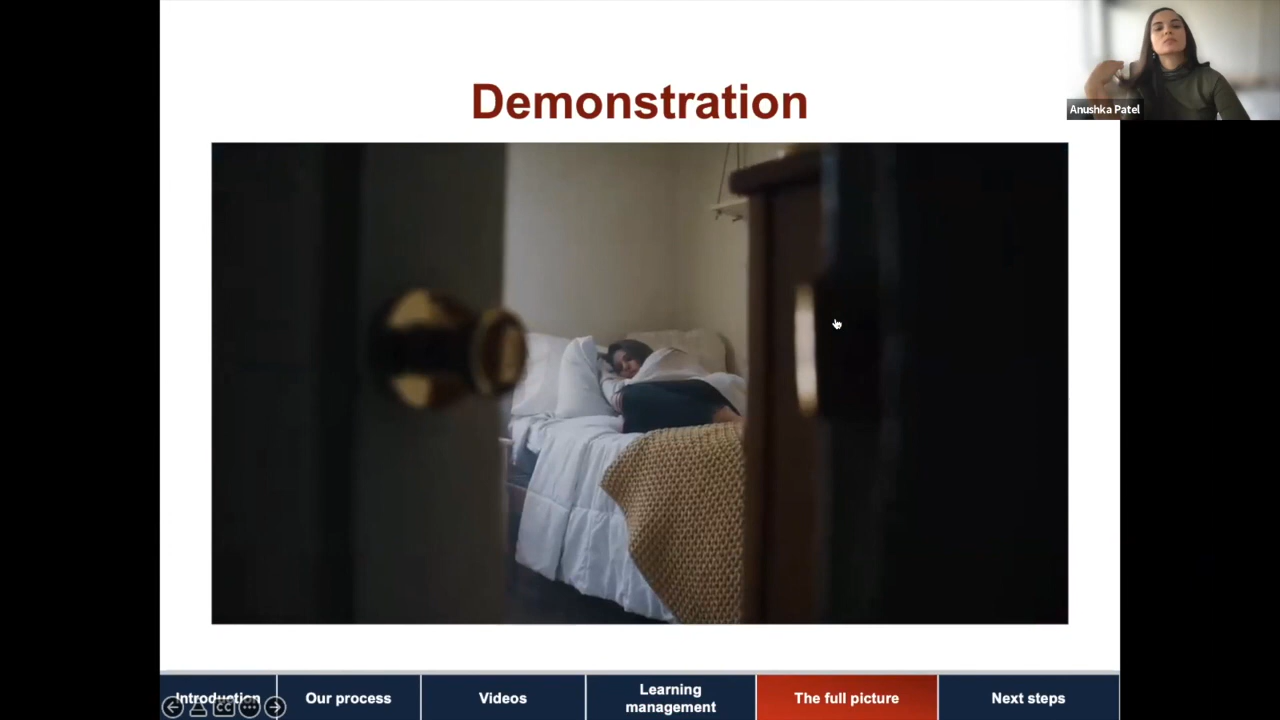 Demonstration
Anushka Patel
Introduction
Our process
Videos
Learning
management
The full picture
Next steps